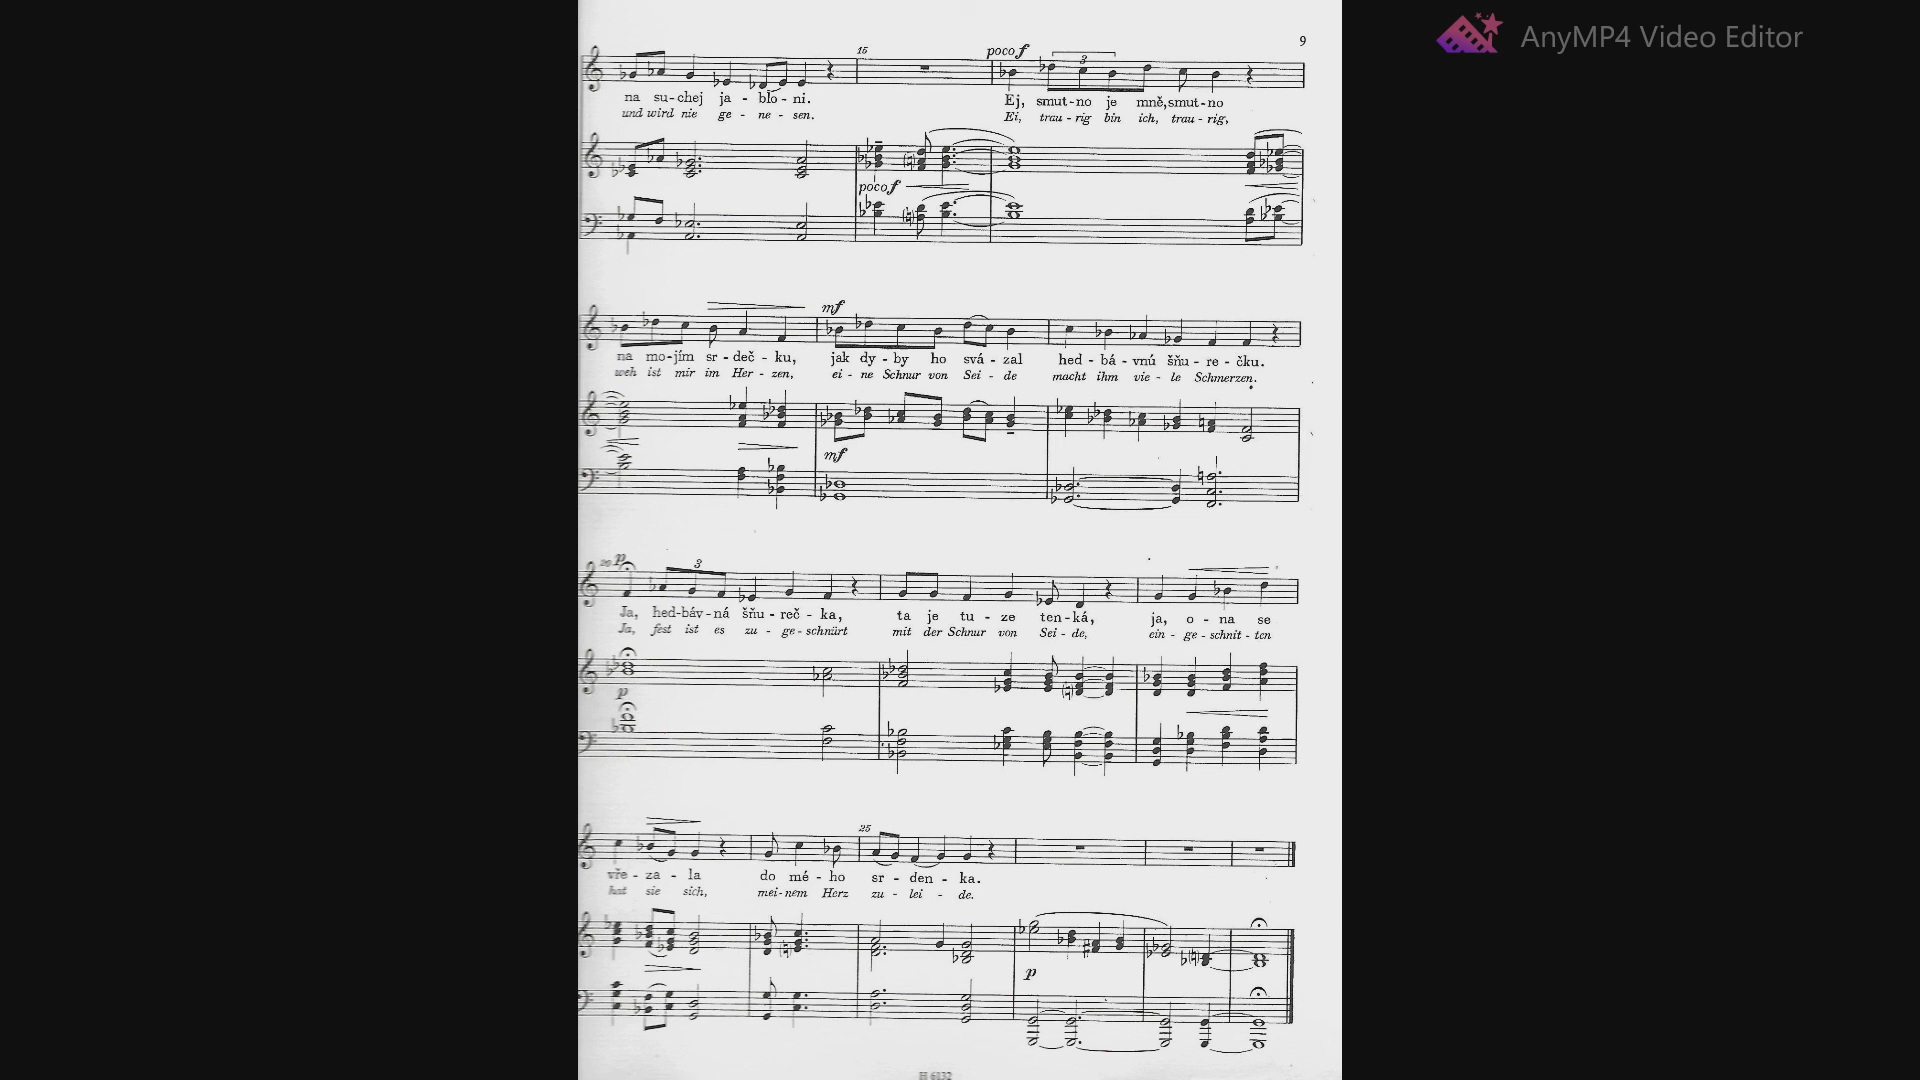 AnyMP4 Video Editor
9
15
poco f
3
na su-chej ja - blo - ni.
und wird nie ge - ne - sen.
Ej, smut-no je mně, smut-no
Ei, trau - rig bin ich, trau - rig,
poco f
mf
na mo-jím sr - deč - ku,
weh ist mir im Her - zen,
jak dy - by ho svá - zal
ei - ne Schnur von Sei - de
hed - bá - vnú šňu - re - čku.
macht ihm vie - le Schmerzen.
mf
20
p
3
Ja, hed-báv-ná šňu - reč - ka,
Ja, fest ist es zu - ge - schnürt
ta je tu - ze ten-ká,
mit der Schnur von Sei - de,
ja, o - na se
ein - ge - schnit - ten
p
25
vře - za - la
hat sie sich,
do mé - ho
mei-nem Herz
sr - den - ka.
zu - lei - de.
p
H 6132